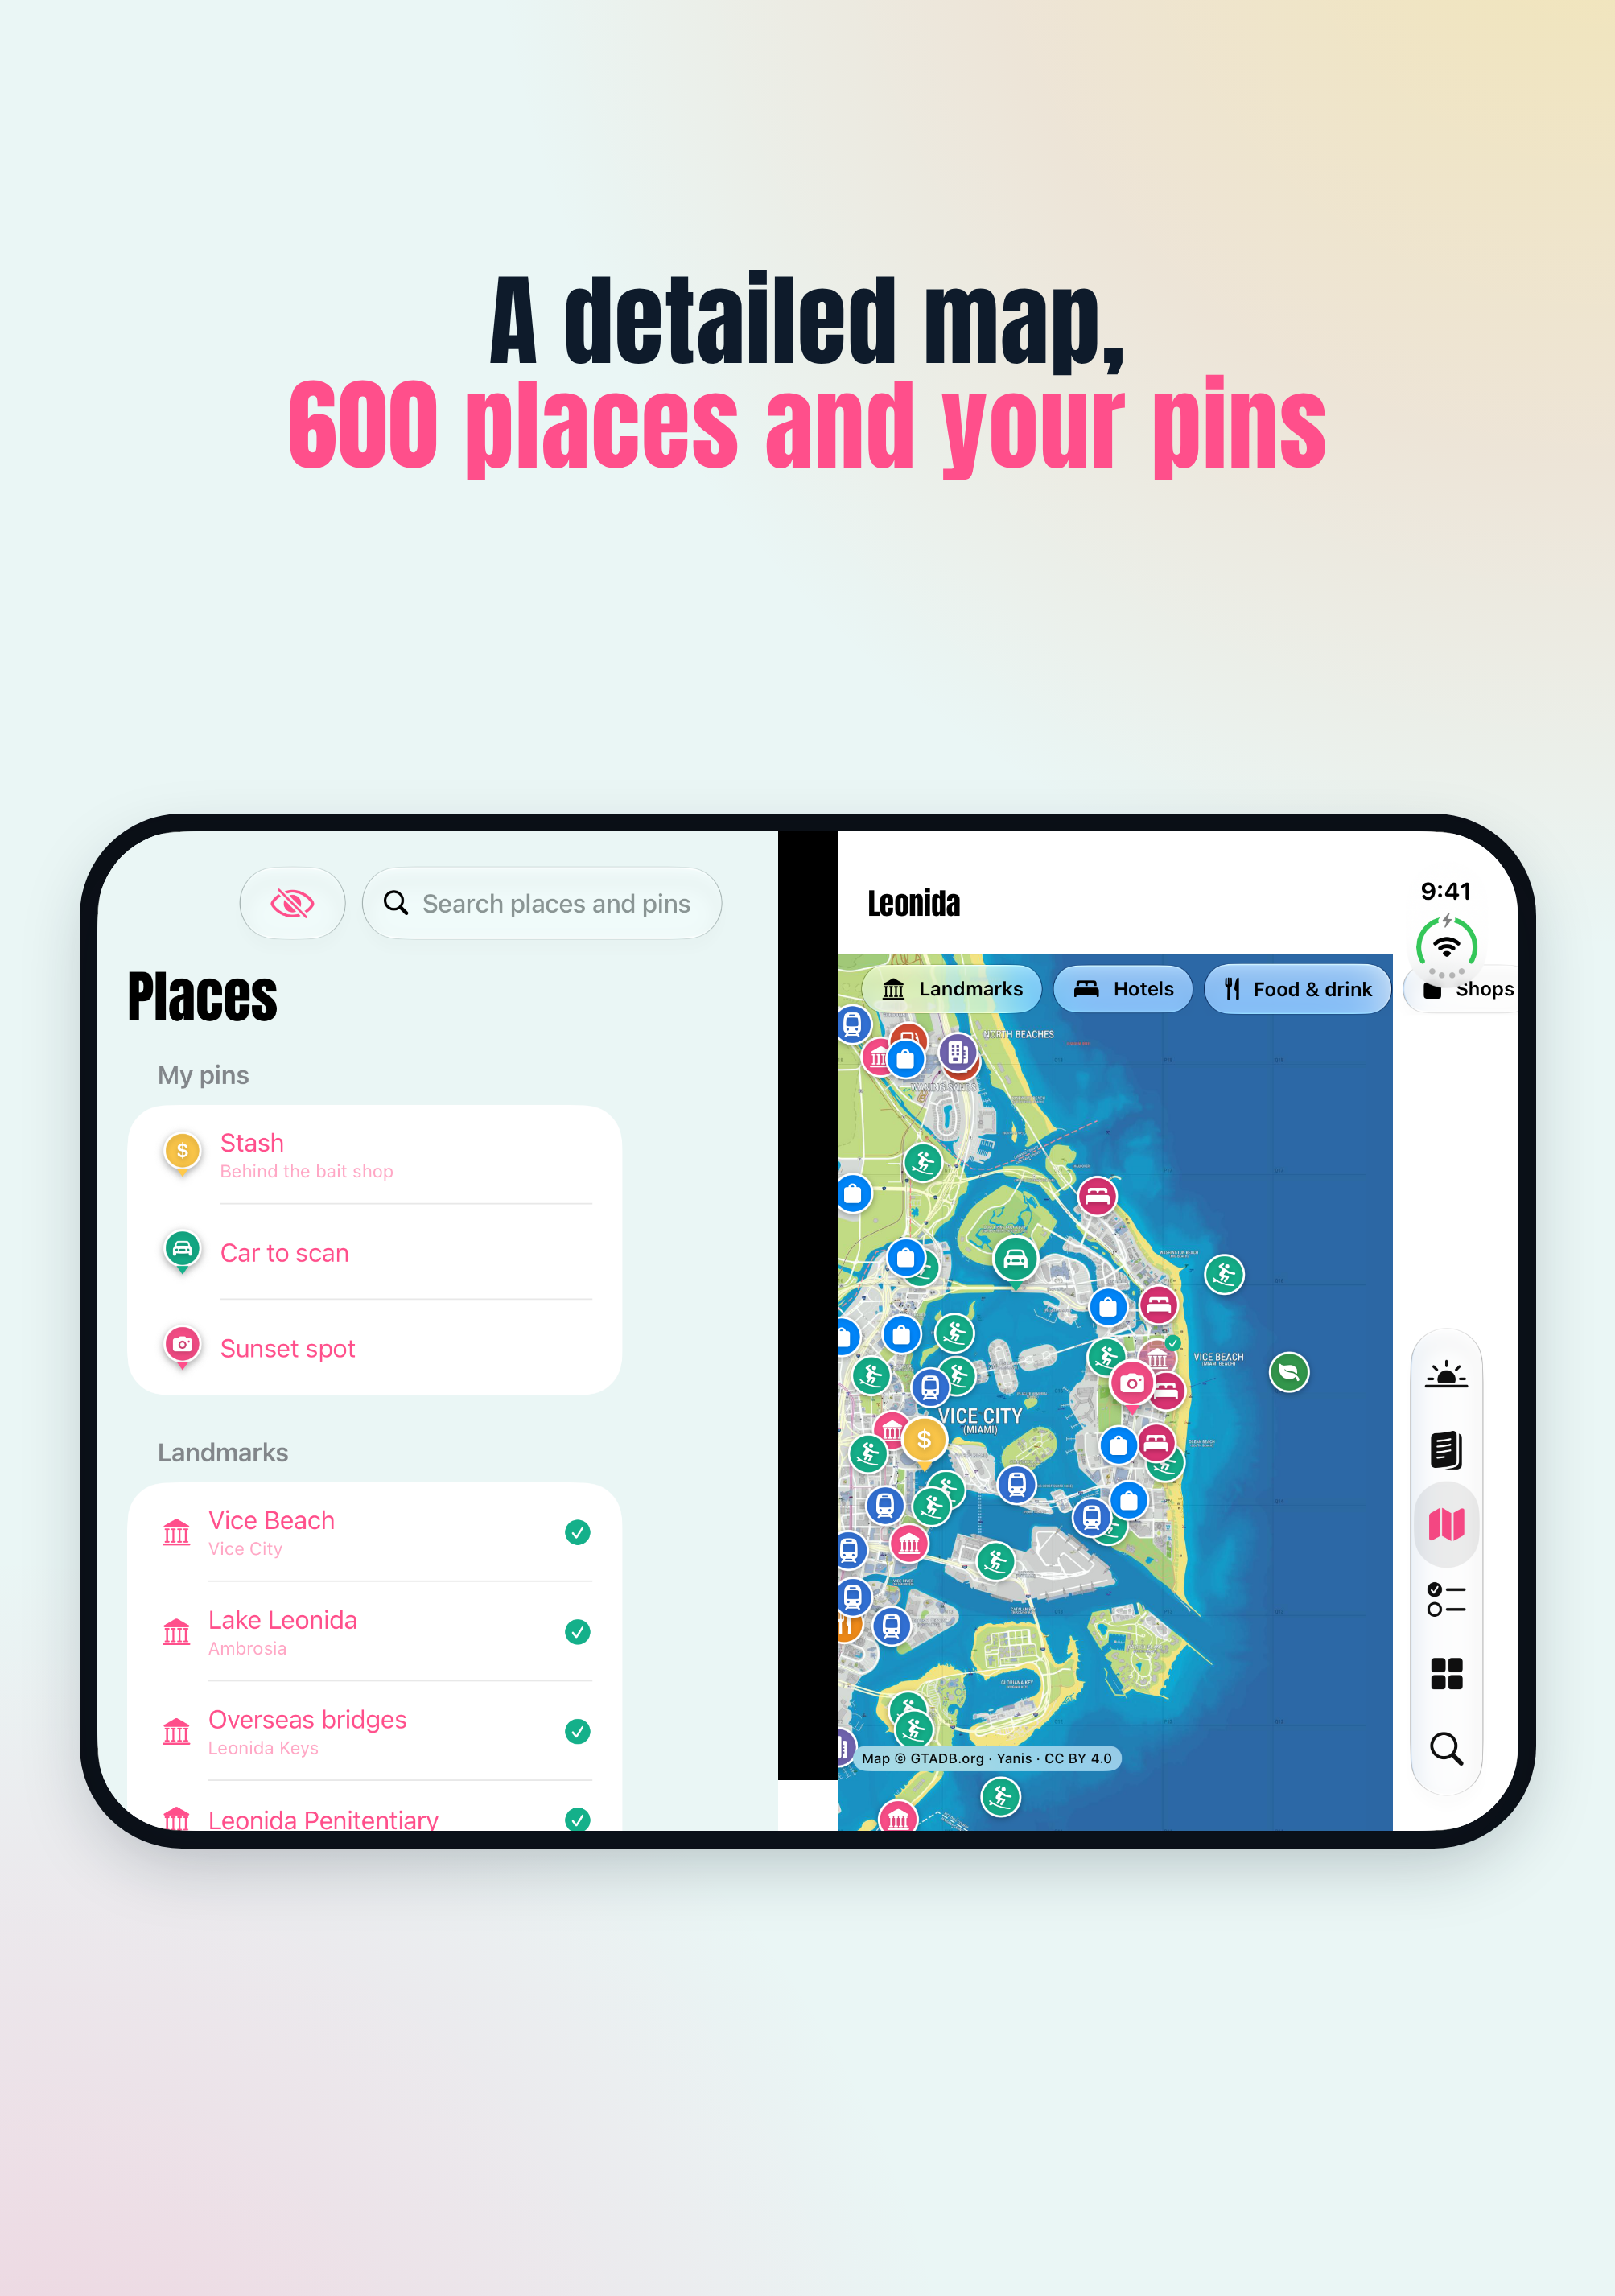 A detailed map,
600 places and your pins
Search places and pins
Places
My pins
$
Stash
Behind the bait shop
Car to scan
Sunset spot
Landmarks
Vice Beach
Vice City
Lake Leonida
Ambrosia
Overseas bridges
Leonida Keys
Leonida Penitentiary
Leonida
9:41
Landmarks
Hotels
Food & drink
Shops
NORTH BEACHES
VICE BEACH
(MIAMI BEACH)
VICE CITY
(MIAMI)
$
Map © GTADB.org · Yanis · CC BY 4.0